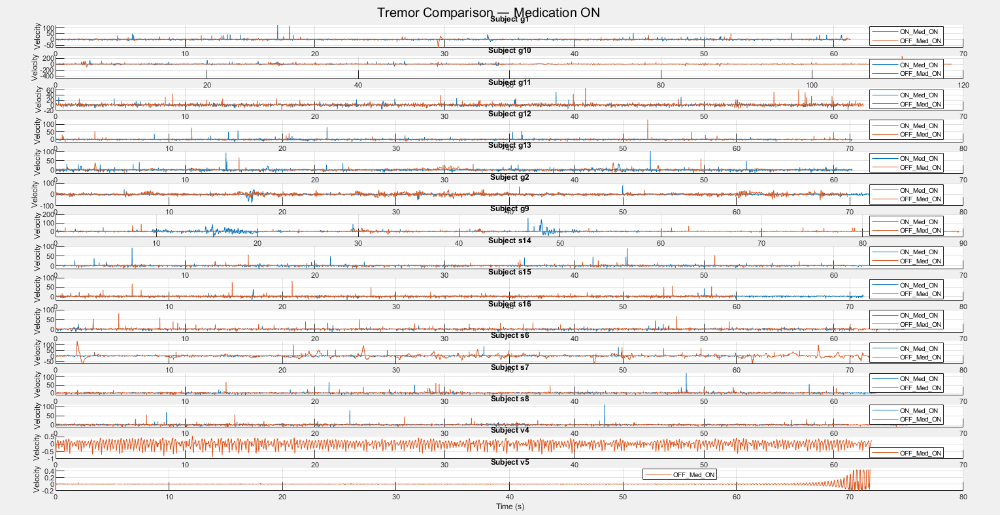 Tremor Comparison — Medication ON
Subject g1
Velocity
100
50
0
-50
ON_Med_ON
OFF_Med_ON
0 10 20 30 40 50 60 70
Subject g10
Velocity
200
0
-200
-400
ON_Med_ON
OFF_Med_ON
0 20 40 60 80 100 120
Subject g11
Velocity
60
40
20
0
-20
ON_Med_ON
OFF_Med_ON
0 10 20 30 40 50 60 70
Subject g12
Velocity
100
50
0
ON_Med_ON
OFF_Med_ON
0 10 20 30 40 50 60 70 80
Subject g13
Velocity
100
50
0
ON_Med_ON
OFF_Med_ON
0 10 20 30 40 50 60 70
Subject g2
Velocity
100
0
-100
ON_Med_ON
OFF_Med_ON
0 10 20 30 40 50 60 70 80
Subject g9
Velocity
200
100
0
ON_Med_ON
OFF_Med_ON
0 10 20 30 40 50 60 70 80 90
Subject s14
Velocity
100
50
0
ON_Med_ON
OFF_Med_ON
0 10 20 30 40 50 60 70
Subject s15
Velocity
100
50
0
ON_Med_ON
OFF_Med_ON
0 10 20 30 40 50 60 70 80
Subject s16
Velocity
100
50
0
ON_Med_ON
OFF_Med_ON
0 10 20 30 40 50 60 70
Subject s6
Velocity
100
50
0
-50
ON_Med_ON
OFF_Med_ON
0 10 20 30 40 50 60 70 80
Subject s7
Velocity
100
50
0
ON_Med_ON
OFF_Med_ON
0 10 20 30 40 50 60 70
Subject s8
Velocity
100
50
0
ON_Med_ON
OFF_Med_ON
0 10 20 30 40 50 60 70
Subject v4
Velocity
0.5
0
-0.5
-1
OFF_Med_ON
0 10 20 30 40 50 60 70
Subject v5
Velocity
0.4
0.2
0
-0.2
OFF_Med_ON
0 10 20 30 40 50 60 70 80
Time (s)